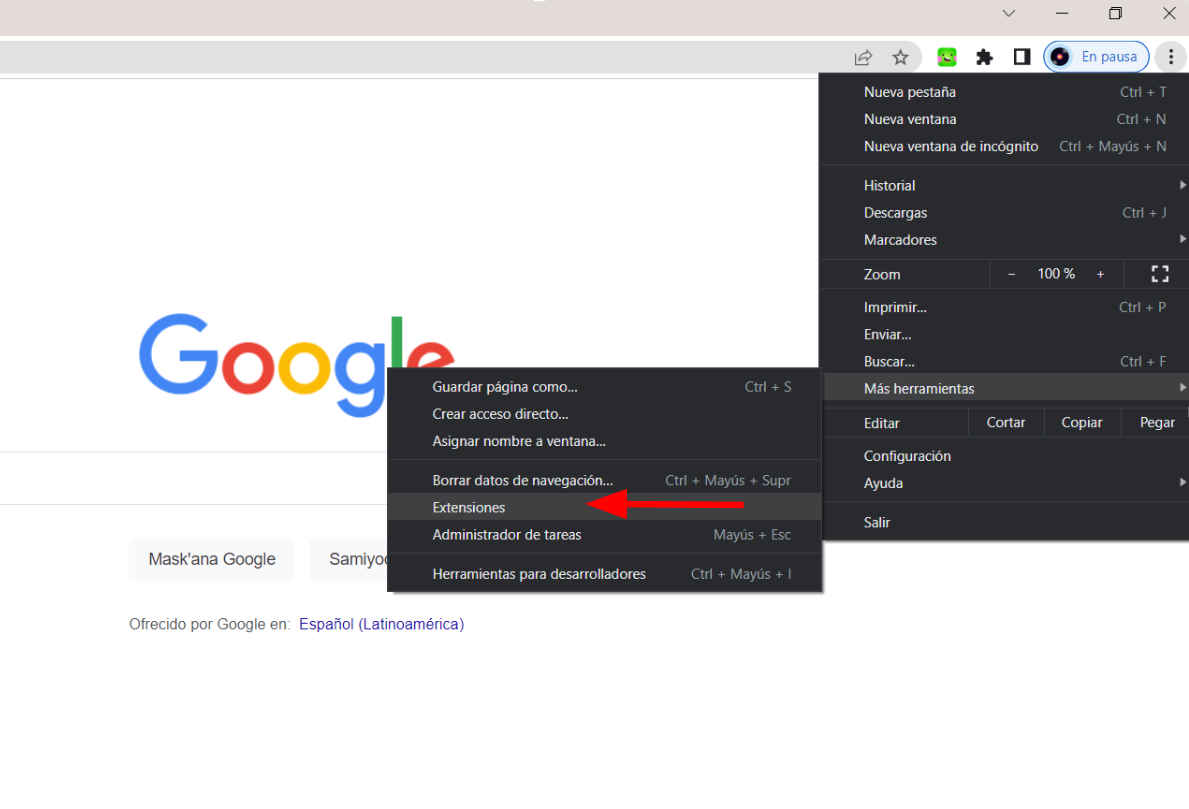 En pausa
Nueva pestaña Ctrl + T
Nueva ventana Ctrl + N
Nueva ventana de incógnito Ctrl + Mayús + N
Historial
Descargas Ctrl + J
Marcadores
Zoom − 100 % +
Imprimir... Ctrl + P
Enviar...
Buscar... Ctrl + F
Más herramientas
Editar Cortar Copiar Pegar
Configuración
Ayuda
Salir
Google
Guardar página como... Ctrl + S
Crear acceso directo...
Asignar nombre a ventana...
Borrar datos de navegación... Ctrl + Mayús + Supr
Extensiones
Administrador de tareas Mayús + Esc
Herramientas para desarrolladores Ctrl + Mayús + I
Mask'ana Google
Ofrecido por Google en: Español (Latinoamérica)